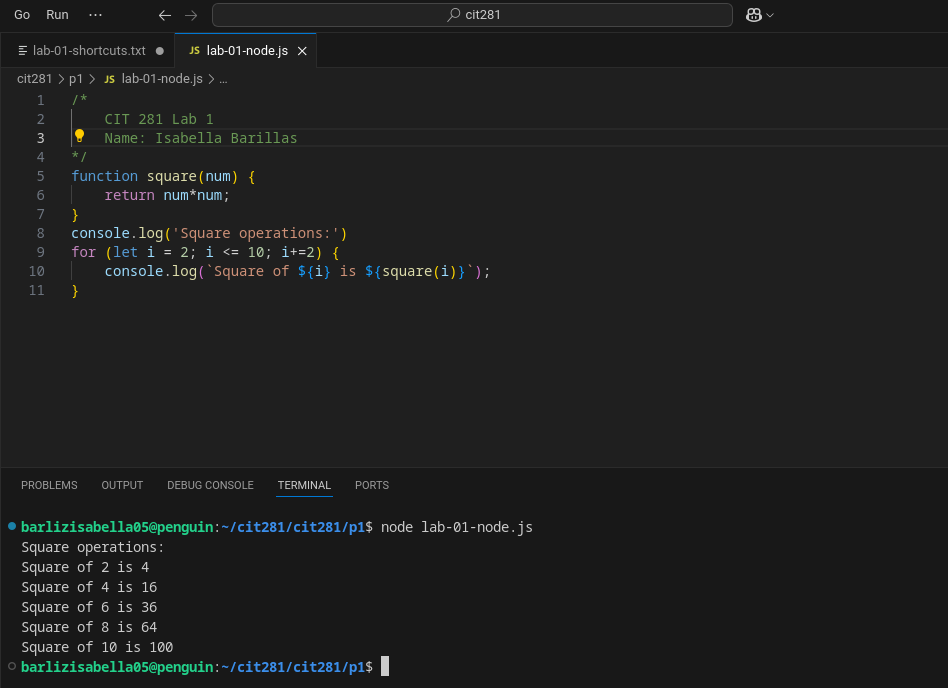 Go Run ··· ← → cit281
lab-01-shortcuts.txt ● JS lab-01-node.js ×
cit281 > p1 > JS lab-01-node.js > ...
1 /*
2     CIT 281 Lab 1
3     Name: Isabella Barillas
4 */
5 function square(num) {
6     return num*num;
7 }
8 console.log('Square operations:')
9 for (let i = 2; i <= 10; i+=2) {
10     console.log(`Square of ${i} is ${square(i)}`);
11 }
PROBLEMS OUTPUT DEBUG CONSOLE TERMINAL PORTS
barlizisabella05@penguin:~/cit281/cit281/p1$ node lab-01-node.js
Square operations:
Square of 2 is 4
Square of 4 is 16
Square of 6 is 36
Square of 8 is 64
Square of 10 is 100
barlizisabella05@penguin:~/cit281/cit281/p1$